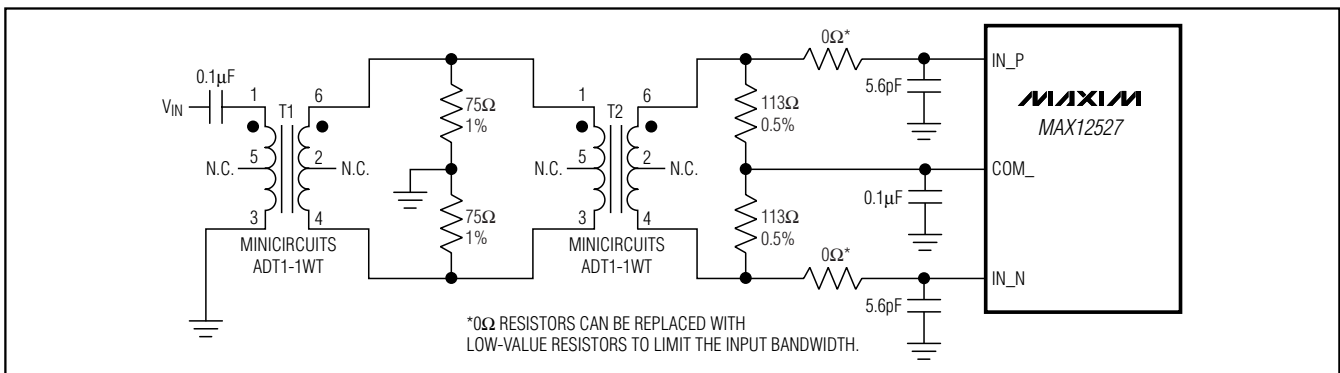 0Ω*
IN_P
0.1μF
5.6pF
VIN
1
6
T1
75Ω
1%
1
6
T2
113Ω
0.5%
MAXIM
MAX12527
N.C.
5
2
N.C.
N.C.
5
2
N.C.
COM_
0.1μF
3
4
75Ω
1%
3
4
113Ω
0.5%
MINICIRCUITS
ADT1-1WT
MINICIRCUITS
ADT1-1WT
0Ω*
IN_N
5.6pF
*0Ω RESISTORS CAN BE REPLACED WITH
LOW-VALUE RESISTORS TO LIMIT THE INPUT BANDWIDTH.